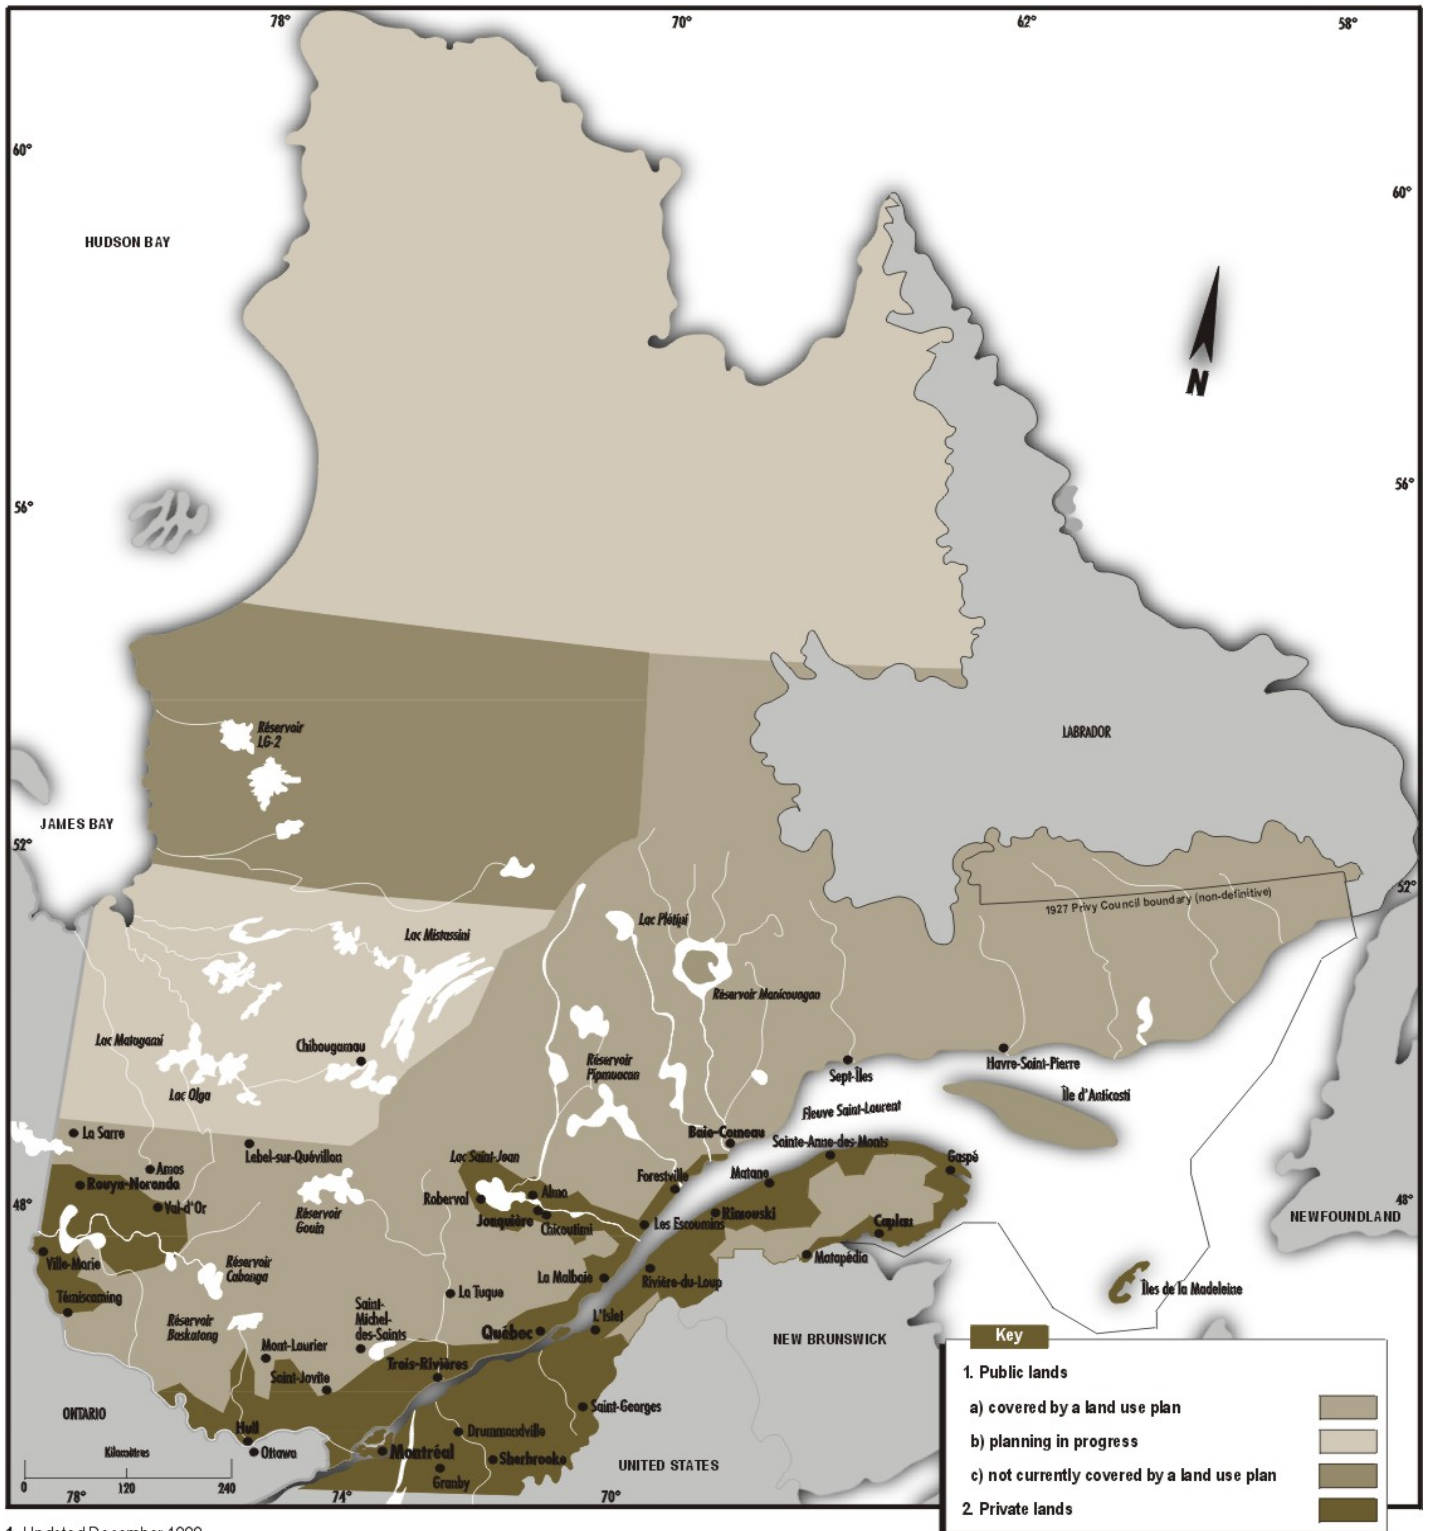 78°
70°
62°
58°
60°
60°
HUDSON BAY
56°
56°
N
Réservoir
LG-2
LABRADOR
JAMES BAY
52°
52°
1927 Privy Council boundary (non-definitive)
Lac Mistassini
Lac Plétipi
Réservoir Manicouagan
Lac Matagami
Chibougamau
Réservoir
Pipmuacan
Lac Olga
Sept-Îles
Havre-Saint-Pierre
Île d'Anticosti
Fleuve Saint-Laurent
La Sarre
Baie-Comeau
Sainte-Anne-des-Monts
Lebel-sur-Quévillon
Lac Saint-Jean
Gaspé
Amos
Matane
Forestville
Rouyn-Noranda
Roberval
Alma
48°
48°
Val-d'Or
Réservoir
Gouin
Jonquière
Chicoutimi
Les Escoumins
Rimouski
Caplan
NEWFOUNDLAND
Ville-Marie
Réservoir
Cabonga
La Malbaie
Rivière-du-Loup
Matapédia
Îles de la Madeleine
Témiscaming
La Tuque
Saint-
Michel-
des-Saints
Réservoir
Baskatong
L'Islet
Québec
NEW BRUNSWICK
Mont-Laurier
Trois-Rivières
Saint-Jovite
ONTARIO
Saint-Georges
Hull
Ottawa
Drummondville
Montréal
Sherbrooke
Granby
UNITED STATES
Kilomètres
0 120 240
78°
74°
70°
Key
1. Public lands
a) covered by a land use plan
b) planning in progress
c) not currently covered by a land use plan
2. Private lands
1. Updated December 1999